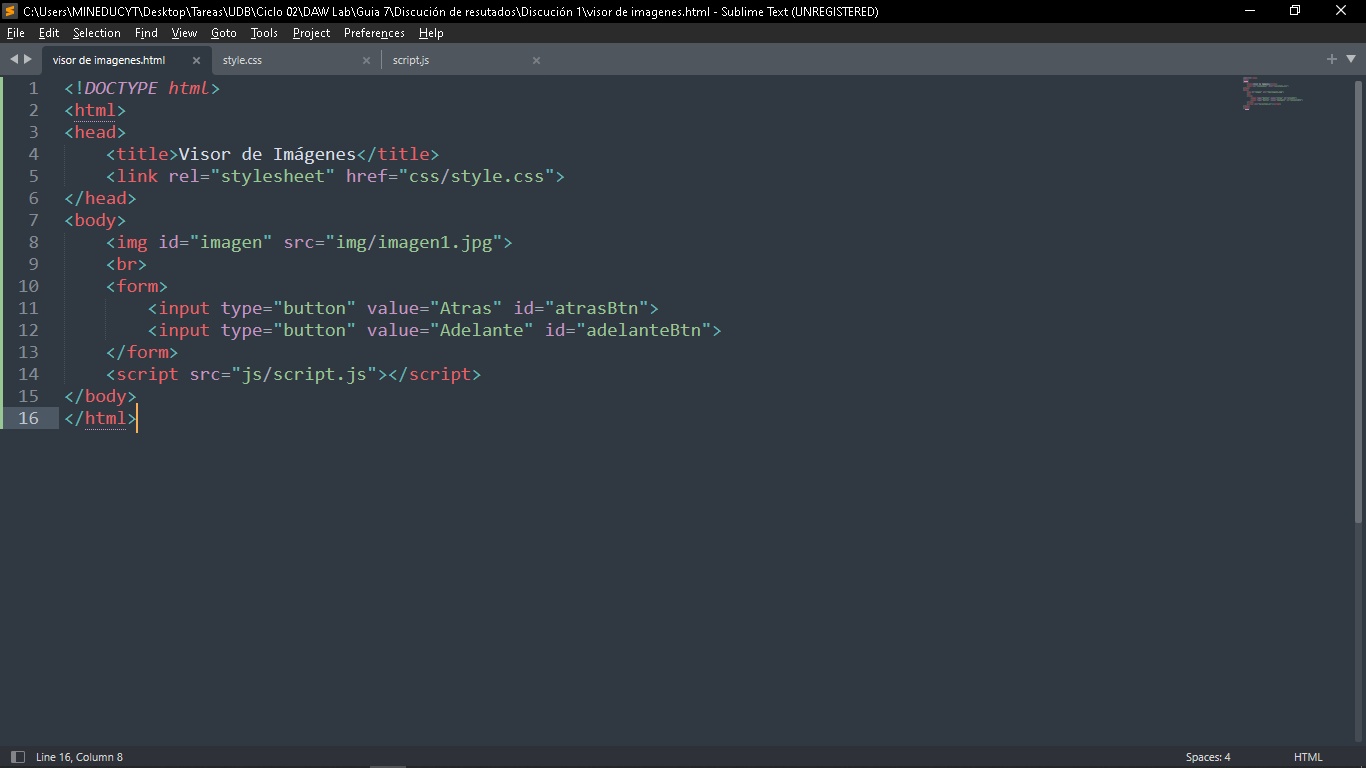 C:\Users\MINEDUCYT\Desktop\Tareas\UDB\Ciclo 02\DAW Lab\Guia 7\Discución de resutados\Discución 1\visor de imagenes.html - Sublime Text (UNREGISTERED)
File Edit Selection Find View Goto Tools Project Preferences Help
visor de imagenes.html × style.css × script.js ×
1 <!DOCTYPE html>
2 <html>
3 <head>
4     <title>Visor de Imágenes</title>
5     <link rel="stylesheet" href="css/style.css">
6 </head>
7 <body>
8     <img id="imagen" src="img/imagen1.jpg">
9     <br>
10     <form>
11         <input type="button" value="Atras" id="atrasBtn">
12         <input type="button" value="Adelante" id="adelanteBtn">
13     </form>
14     <script src="js/script.js"></script>
15 </body>
16 </html>
Line 16, Column 8 Spaces: 4 HTML